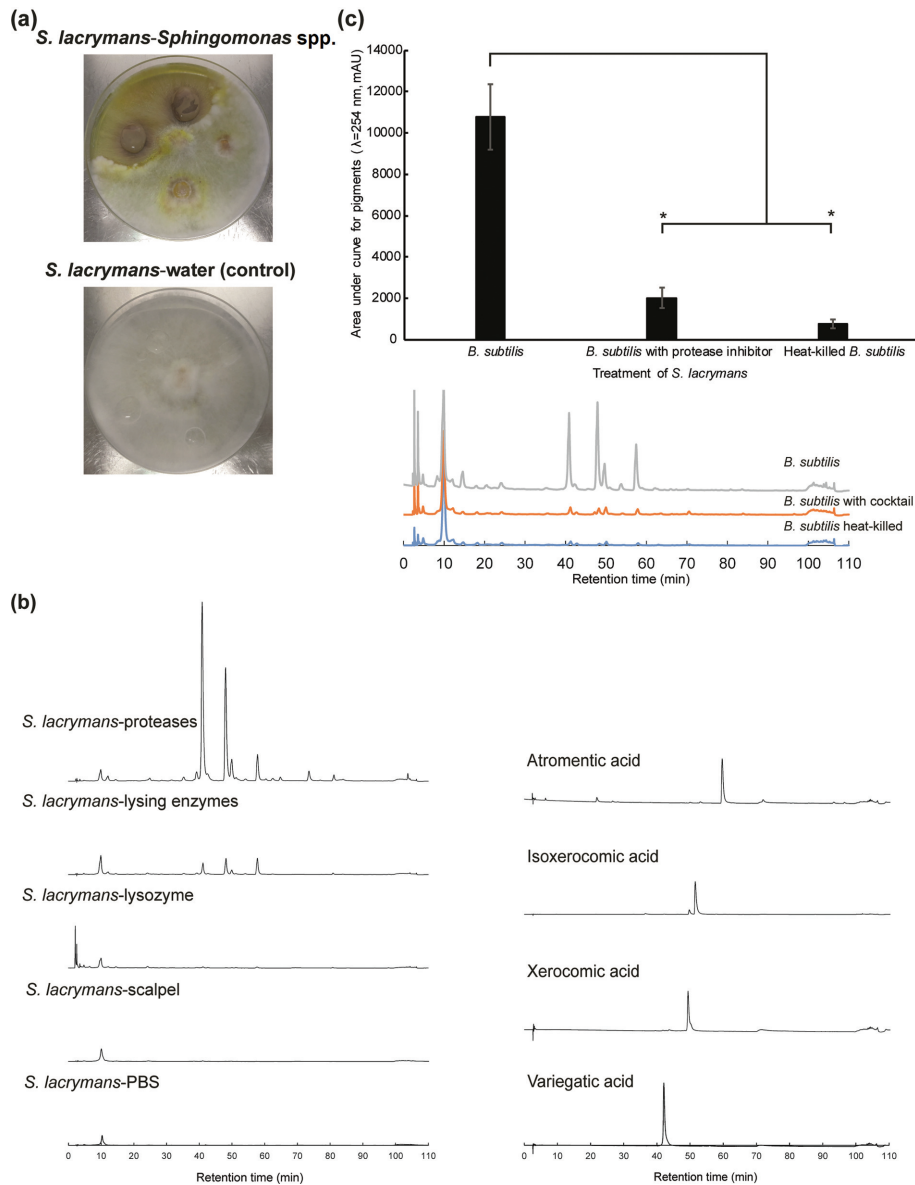 (a)
S. lacrymans-Sphingomonas spp.
S. lacrymans-water (control)
(c)
Area under curve for pigments ( λ=254 nm, mAU)
14000
12000
10000
8000
6000
4000
2000
0
* *
B. subtilis B. subtilis with protease inhibitor Heat-killed B. subtilis
Treatment of S. lacrymans
B. subtilis
B. subtilis with cocktail
B. subtilis heat-killed
0 10 20 30 40 50 60 70 80 90 100 110
Retention time (min)
(b)
S. lacrymans-proteases
S. lacrymans-lysing enzymes
S. lacrymans-lysozyme
S. lacrymans-scalpel
S. lacrymans-PBS
0 10 20 30 40 50 60 70 80 90 100 110
Retention time (min)
Atromentic acid
Isoxerocomic acid
Xerocomic acid
Variegatic acid
0 10 20 30 40 50 60 70 80 90 100 110
Retention time (min)